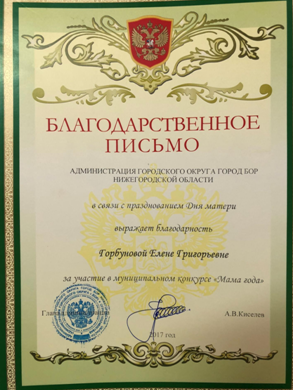 БЛАГОДАРСТВЕННОЕ
ПИСЬМО
АДМИНИСТРАЦИЯ ГОРОДСКОГО ОКРУГА ГОРОД БОР
НИЖЕГОРОДСКОЙ ОБЛАСТИ
в связи с празднованием Дня матери
выражает благодарность
Горбуновой Елене Григорьевне
за участие в муниципальном конкурсе «Мама года»
А.В.Киселев
2017 год